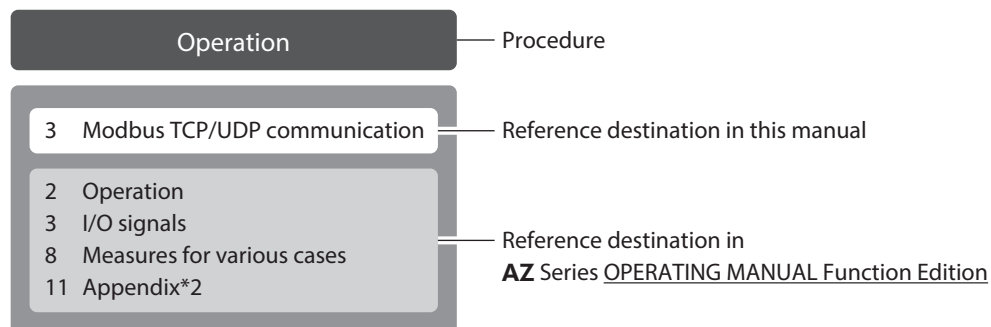 Operation
Procedure
3 Modbus TCP/UDP communication
Reference destination in this manual
2 Operation
3 I/O signals
8 Measures for various cases
11 Appendix*2
Reference destination in
AZ Series OPERATING MANUAL Function Edition